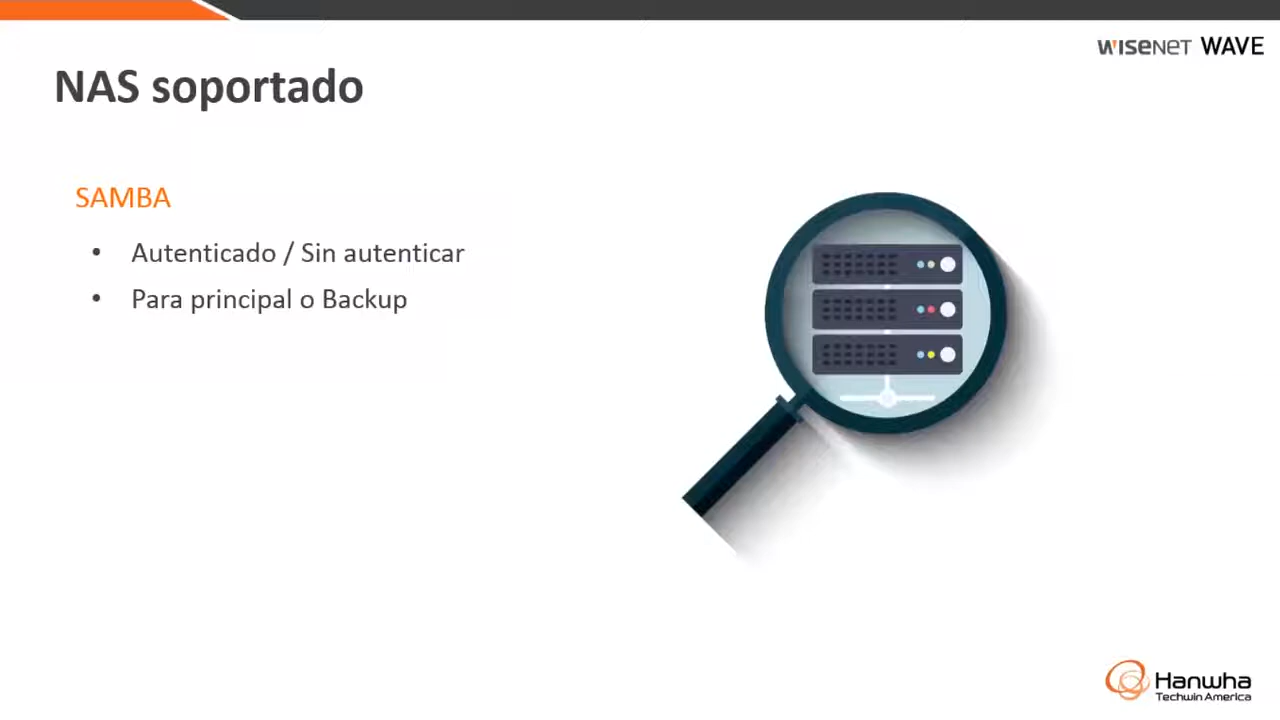 WISENET WAVE
NAS soportado
SAMBA
• Autenticado / Sin autenticar
• Para principal o Backup
Hanwha
Techwin America